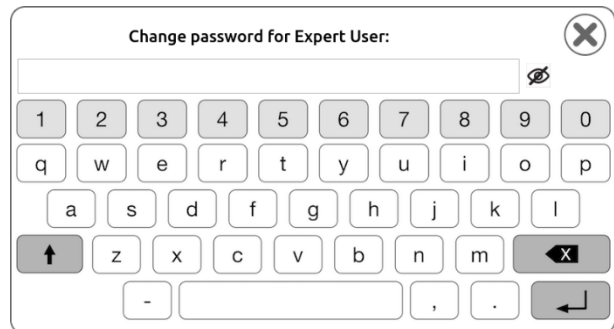 Change password for Expert User:
1 2 3 4 5 6 7 8 9 0
q w e r t y u i o p
a s d f g h j k l
z x c v b n m X
- , .